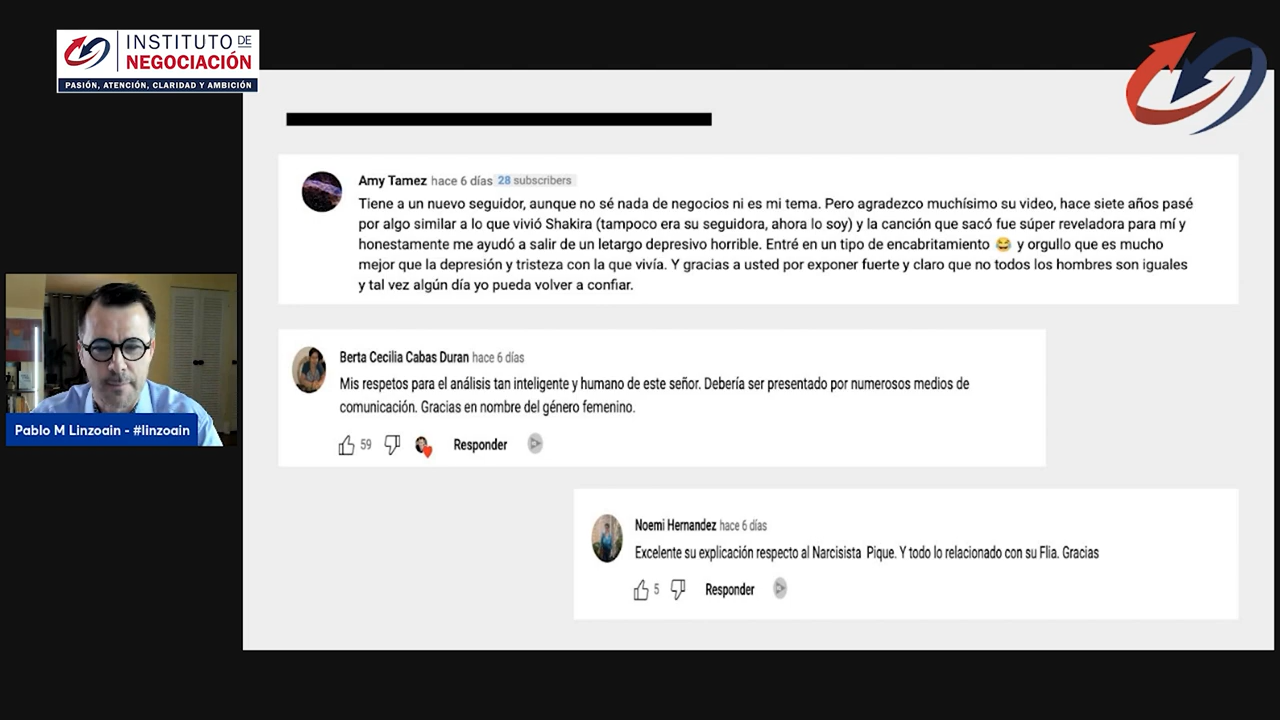 INSTITUTO DE
NEGOCIACIÓN
PASIÓN, ATENCIÓN, CLARIDAD Y AMBICIÓN
Amy Tamez hace 6 días 28 subscribers
Tiene a un nuevo seguidor, aunque no sé nada de negocios ni es mi tema. Pero agradezco muchísimo su video, hace siete años pasé
por algo similar a lo que vivió Shakira (tampoco era su seguidora, ahora lo soy) y la canción que sacó fue súper reveladora para mí y
honestamente me ayudó a salir de un letargo depresivo horrible. Entré en un tipo de encabritamiento 😂 y orgullo que es mucho
mejor que la depresión y tristeza con la que vivía. Y gracias a usted por exponer fuerte y claro que no todos los hombres son iguales
y tal vez algún día yo pueda volver a confiar.
Berta Cecilia Cabas Duran hace 6 días
Mis respetos para el análisis tan inteligente y humano de este señor. Debería ser presentado por numerosos medios de
comunicación. Gracias en nombre del género femenino.
59 Responder
Pablo M Linzoain - #linzoain
Noemi Hernandez hace 6 días
Excelente su explicación respecto al Narcisista Pique. Y todo lo relacionado con su Flia. Gracias
5 Responder